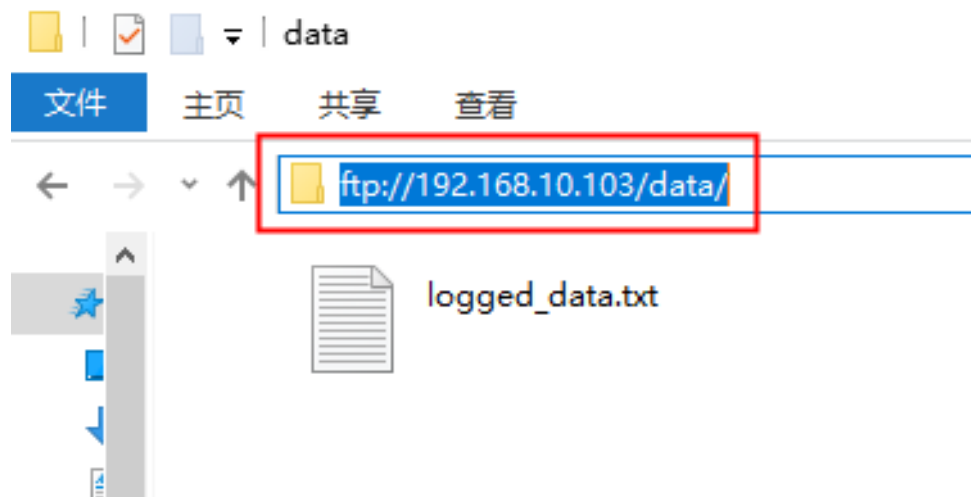 data
文件 主页 共享 查看
ftp://192.168.10.103/data/
logged_data.txt